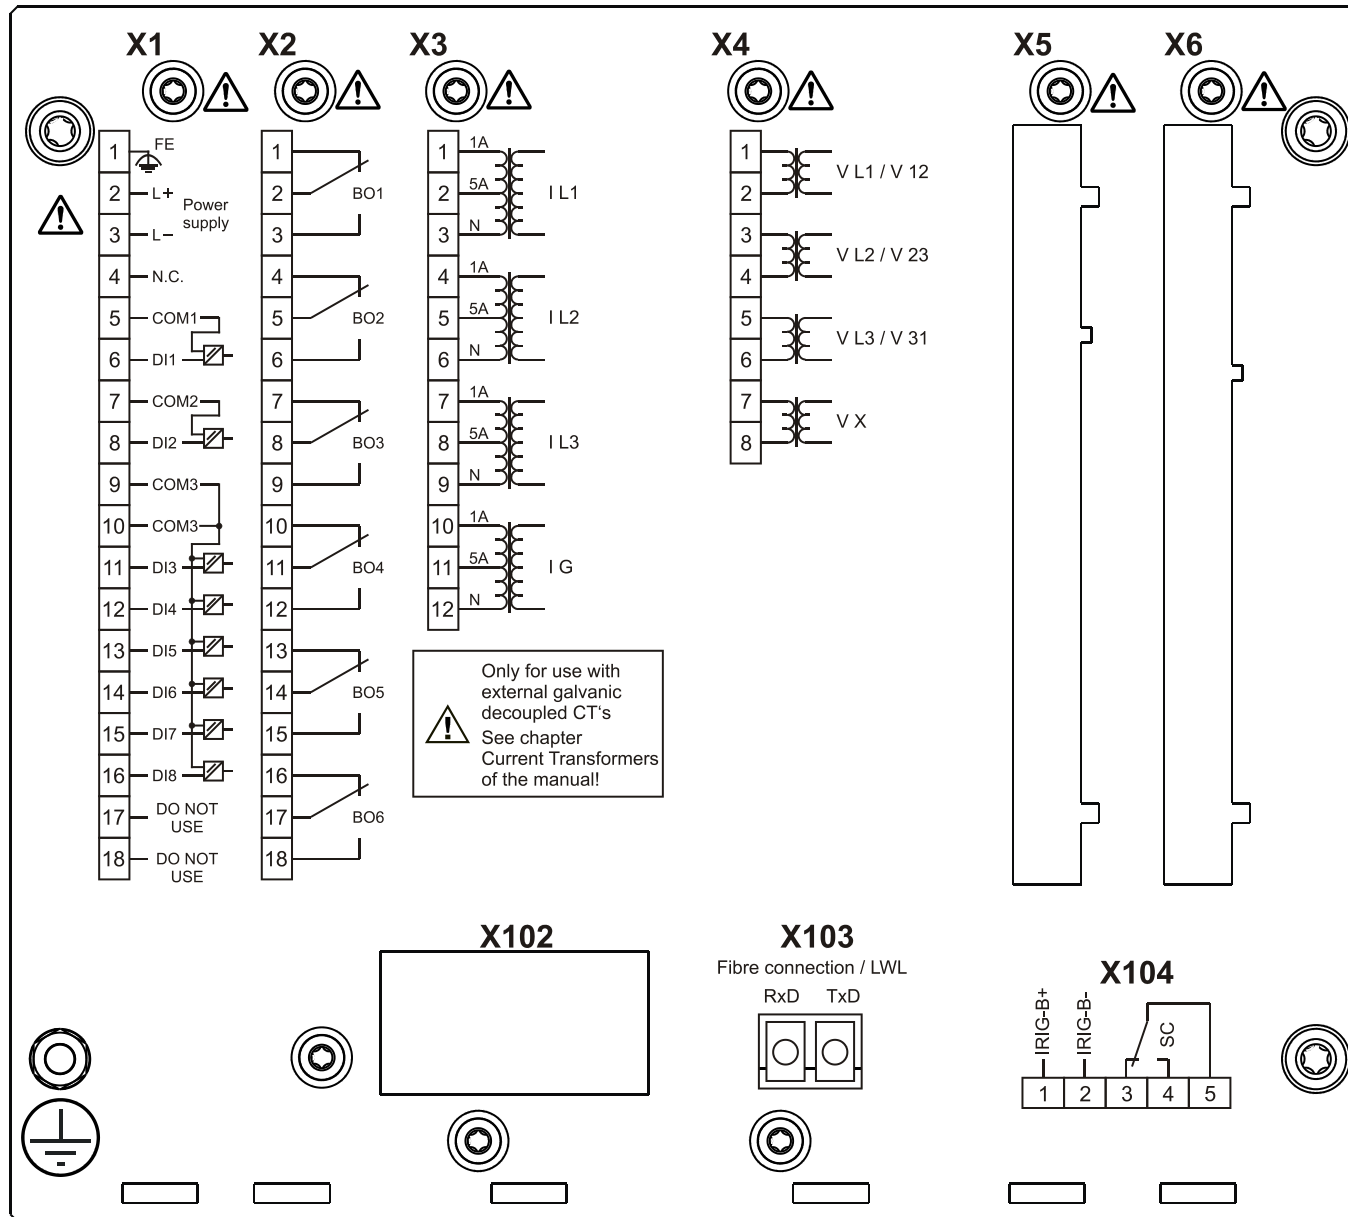 X1
X2
X3
X4
X5
X6
1 FE
2 L+
3 L−
Power
supply
4 N.C.
5 COM1
6 DI1
7 COM2
8 DI2
9 COM3
10 COM3
11 DI3
12 DI4
13 DI5
14 DI6
15 DI7
16 DI8
17 DO NOT
USE
18 DO NOT
USE
1
2 BO1
3
4
5 BO2
6
7
8 BO3
9
10
11 BO4
12
13
14 BO5
15
16
17 BO6
18
1 1A
2 5A I L1
3 N
4 1A
5 5A I L2
6 N
7 1A
8 5A I L3
9 N
10 1A
11 5A I G
12 N
Only for use with
external galvanic
decoupled CT‘s
See chapter
Current Transformers
of the manual!
1
V L1 / V 12
2
3
V L2 / V 23
4
5
V L3 / V 31
6
7
V X
8
X102
X103
Fibre connection / LWL
RxD TxD
X104
IRIG-B+
IRIG-B-
SC
1 2 3 4 5